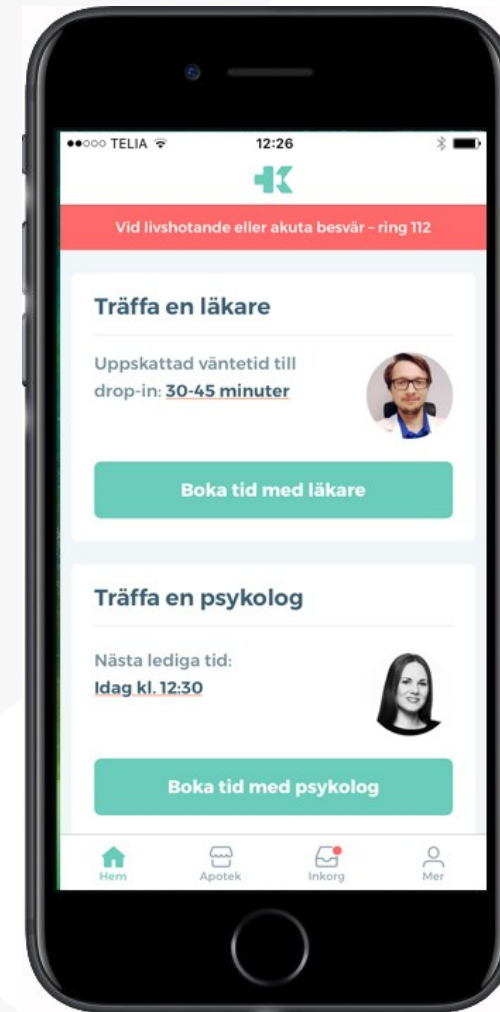 TELIA 12:26
Vid livshotande eller akuta besvär – ring 112
Träffa en läkare
Uppskattad väntetid till
drop-in: 30-45 minuter
Boka tid med läkare
Träffa en psykolog
Nästa lediga tid:
Idag kl. 12:30
Boka tid med psykolog
Hem Apotek Inkorg Mer